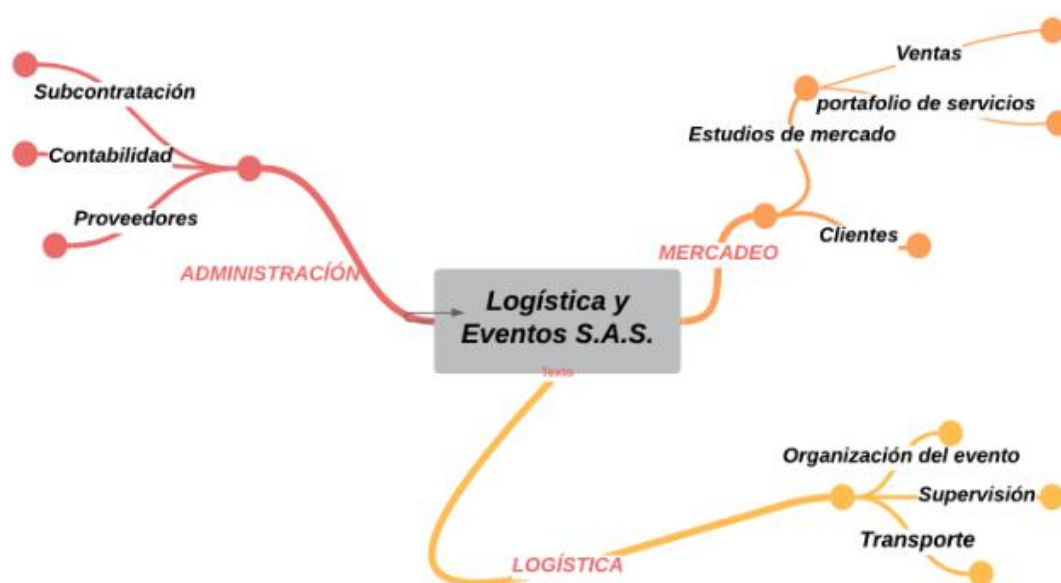 Subcontratación
Contabilidad
Proveedores
ADMINISTRACÍÓN
Ventas
portafolio de servicios
Estudios de mercado
Clientes
MERCADEO
Logística y
Eventos S.A.S.
Texto
Organización del evento
Supervisión
Transporte
LOGÍSTICA